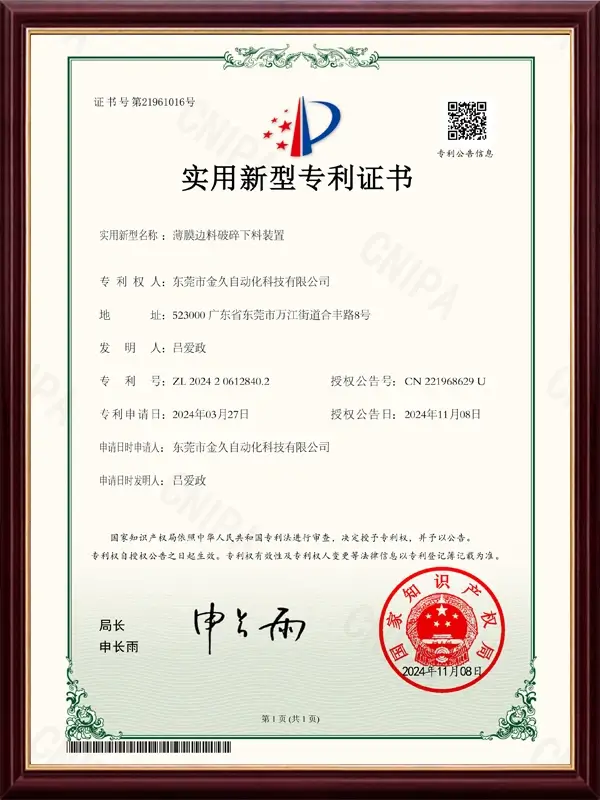 证书号第21961016号
专利公告信息
实用新型专利证书
实用新型名称：薄膜边料破碎下料装置
专利权人：东莞市金久自动化科技有限公司
地址：523000 广东省东莞市万江街道合丰路8号
发明人：吕爱政
专利号：ZL 2024 2 0612840.2 授权公告号：CN 221968629 U
专利申请日：2024年03月27日 授权公告日：2024年11月08日
申请日时申请人：东莞市金久自动化科技有限公司
申请日时发明人：吕爱政
国家知识产权局依照中华人民共和国专利法进行审查，决定授予专利权，并予以公告。
专利权自授权公告之日起生效。专利权有效性及专利权人变更等法律信息以专利登记簿记载为准。
局长
申长雨
申长雨
国家知识产权局
2024年11月08日
第1页(共1页)
CNIPA